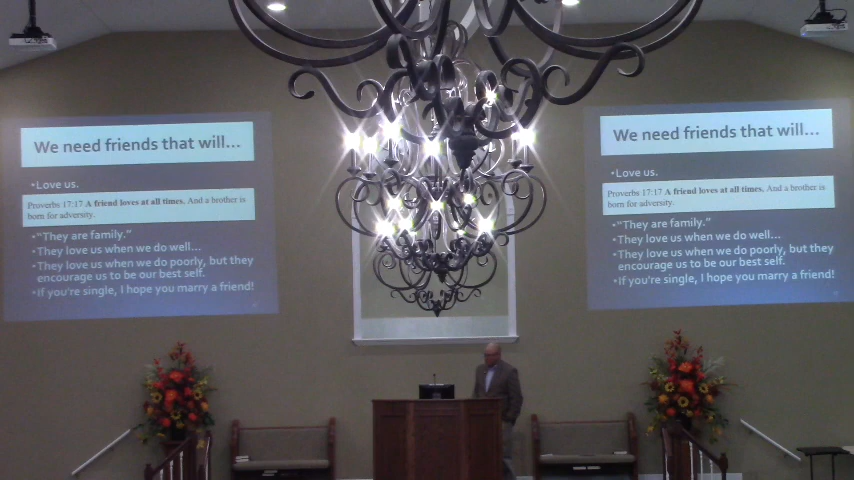 We need friends that will...
•Love us.
Proverbs 17:17 A friend loves at all times, And a brother is
born for adversity.
•"They are family."
•They love us when we do well...
•They love us when we do poorly, but they
encourage us to be our best self.
•If you're single, I hope you marry a friend!
We need friends that will...
•Love us.
Proverbs 17:17 A friend loves at all times, And a brother is
born for adversity.
•"They are family."
•They love us when we do well...
•They love us when we do poorly, but they
encourage us to be our best self.
•If you're single, I hope you marry a friend!